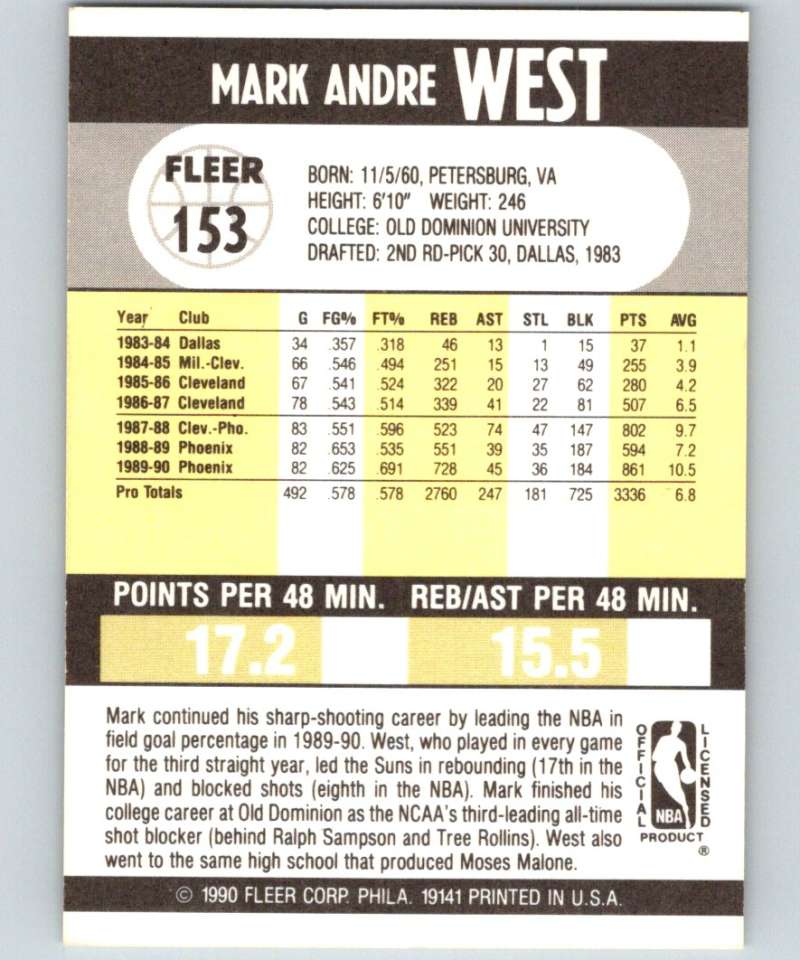 MARK ANDRE WEST
FLEER
153
BORN: 11/5/60, PETERSBURG, VA
HEIGHT: 6'10" WEIGHT: 246
COLLEGE: OLD DOMINION UNIVERSITY
DRAFTED: 2ND RD-PICK 30, DALLAS, 1983
Year Club G FG% FT% REB AST STL BLK PTS AVG
1983-84 Dallas 34 .357 .318 46 13 1 15 37 1.1
1984-85 Mil.-Clev. 66 .546 .494 251 15 13 49 255 3.9
1985-86 Cleveland 67 .541 .524 322 20 27 62 280 4.2
1986-87 Cleveland 78 .543 .514 339 41 22 81 507 6.5
1987-88 Clev.-Pho. 83 .551 .596 523 74 47 147 802 9.7
1988-89 Phoenix 82 .653 .535 551 39 35 187 594 7.2
1989-90 Phoenix 82 .625 .691 728 45 36 184 861 10.5
Pro Totals 492 .578 .578 2760 247 181 725 3336 6.8
POINTS PER 48 MIN. REB/AST PER 48 MIN.
17.2 15.5
Mark continued his sharp-shooting career by leading the NBA in
field goal percentage in 1989-90. West, who played in every game
for the third straight year, led the Suns in rebounding (17th in the
NBA) and blocked shots (eighth in the NBA). Mark finished his
college career at Old Dominion as the NCAA's third-leading all-time
shot blocker (behind Ralph Sampson and Tree Rollins). West also
went to the same high school that produced Moses Malone.
OFFICIAL
NBA
LICENSED
PRODUCT
®
© 1990 FLEER CORP. PHILA. 19141 PRINTED IN U.S.A.